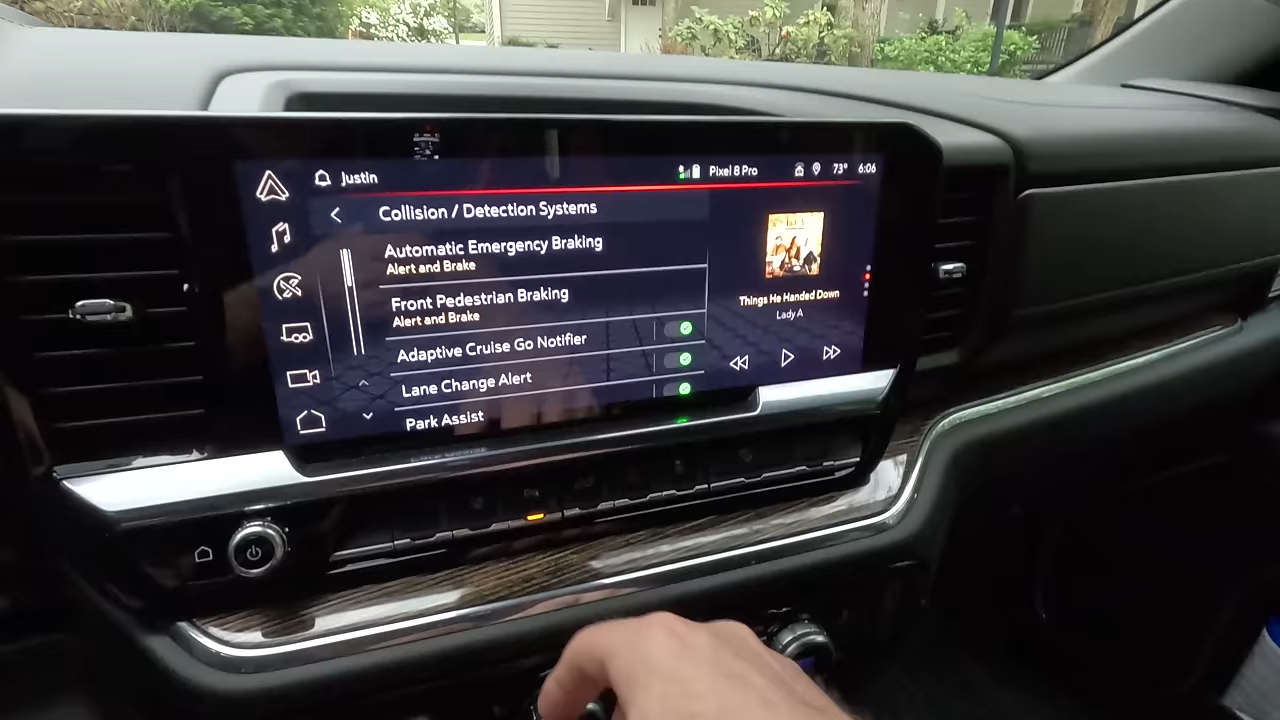 Justin
Pixel 8 Pro
73° 6:06
Collision / Detection Systems
Automatic Emergency Braking
Alert and Brake
Front Pedestrian Braking
Alert and Brake
Adaptive Cruise Go Notifier
Lane Change Alert
Park Assist
Things He Handed Down
Lady A